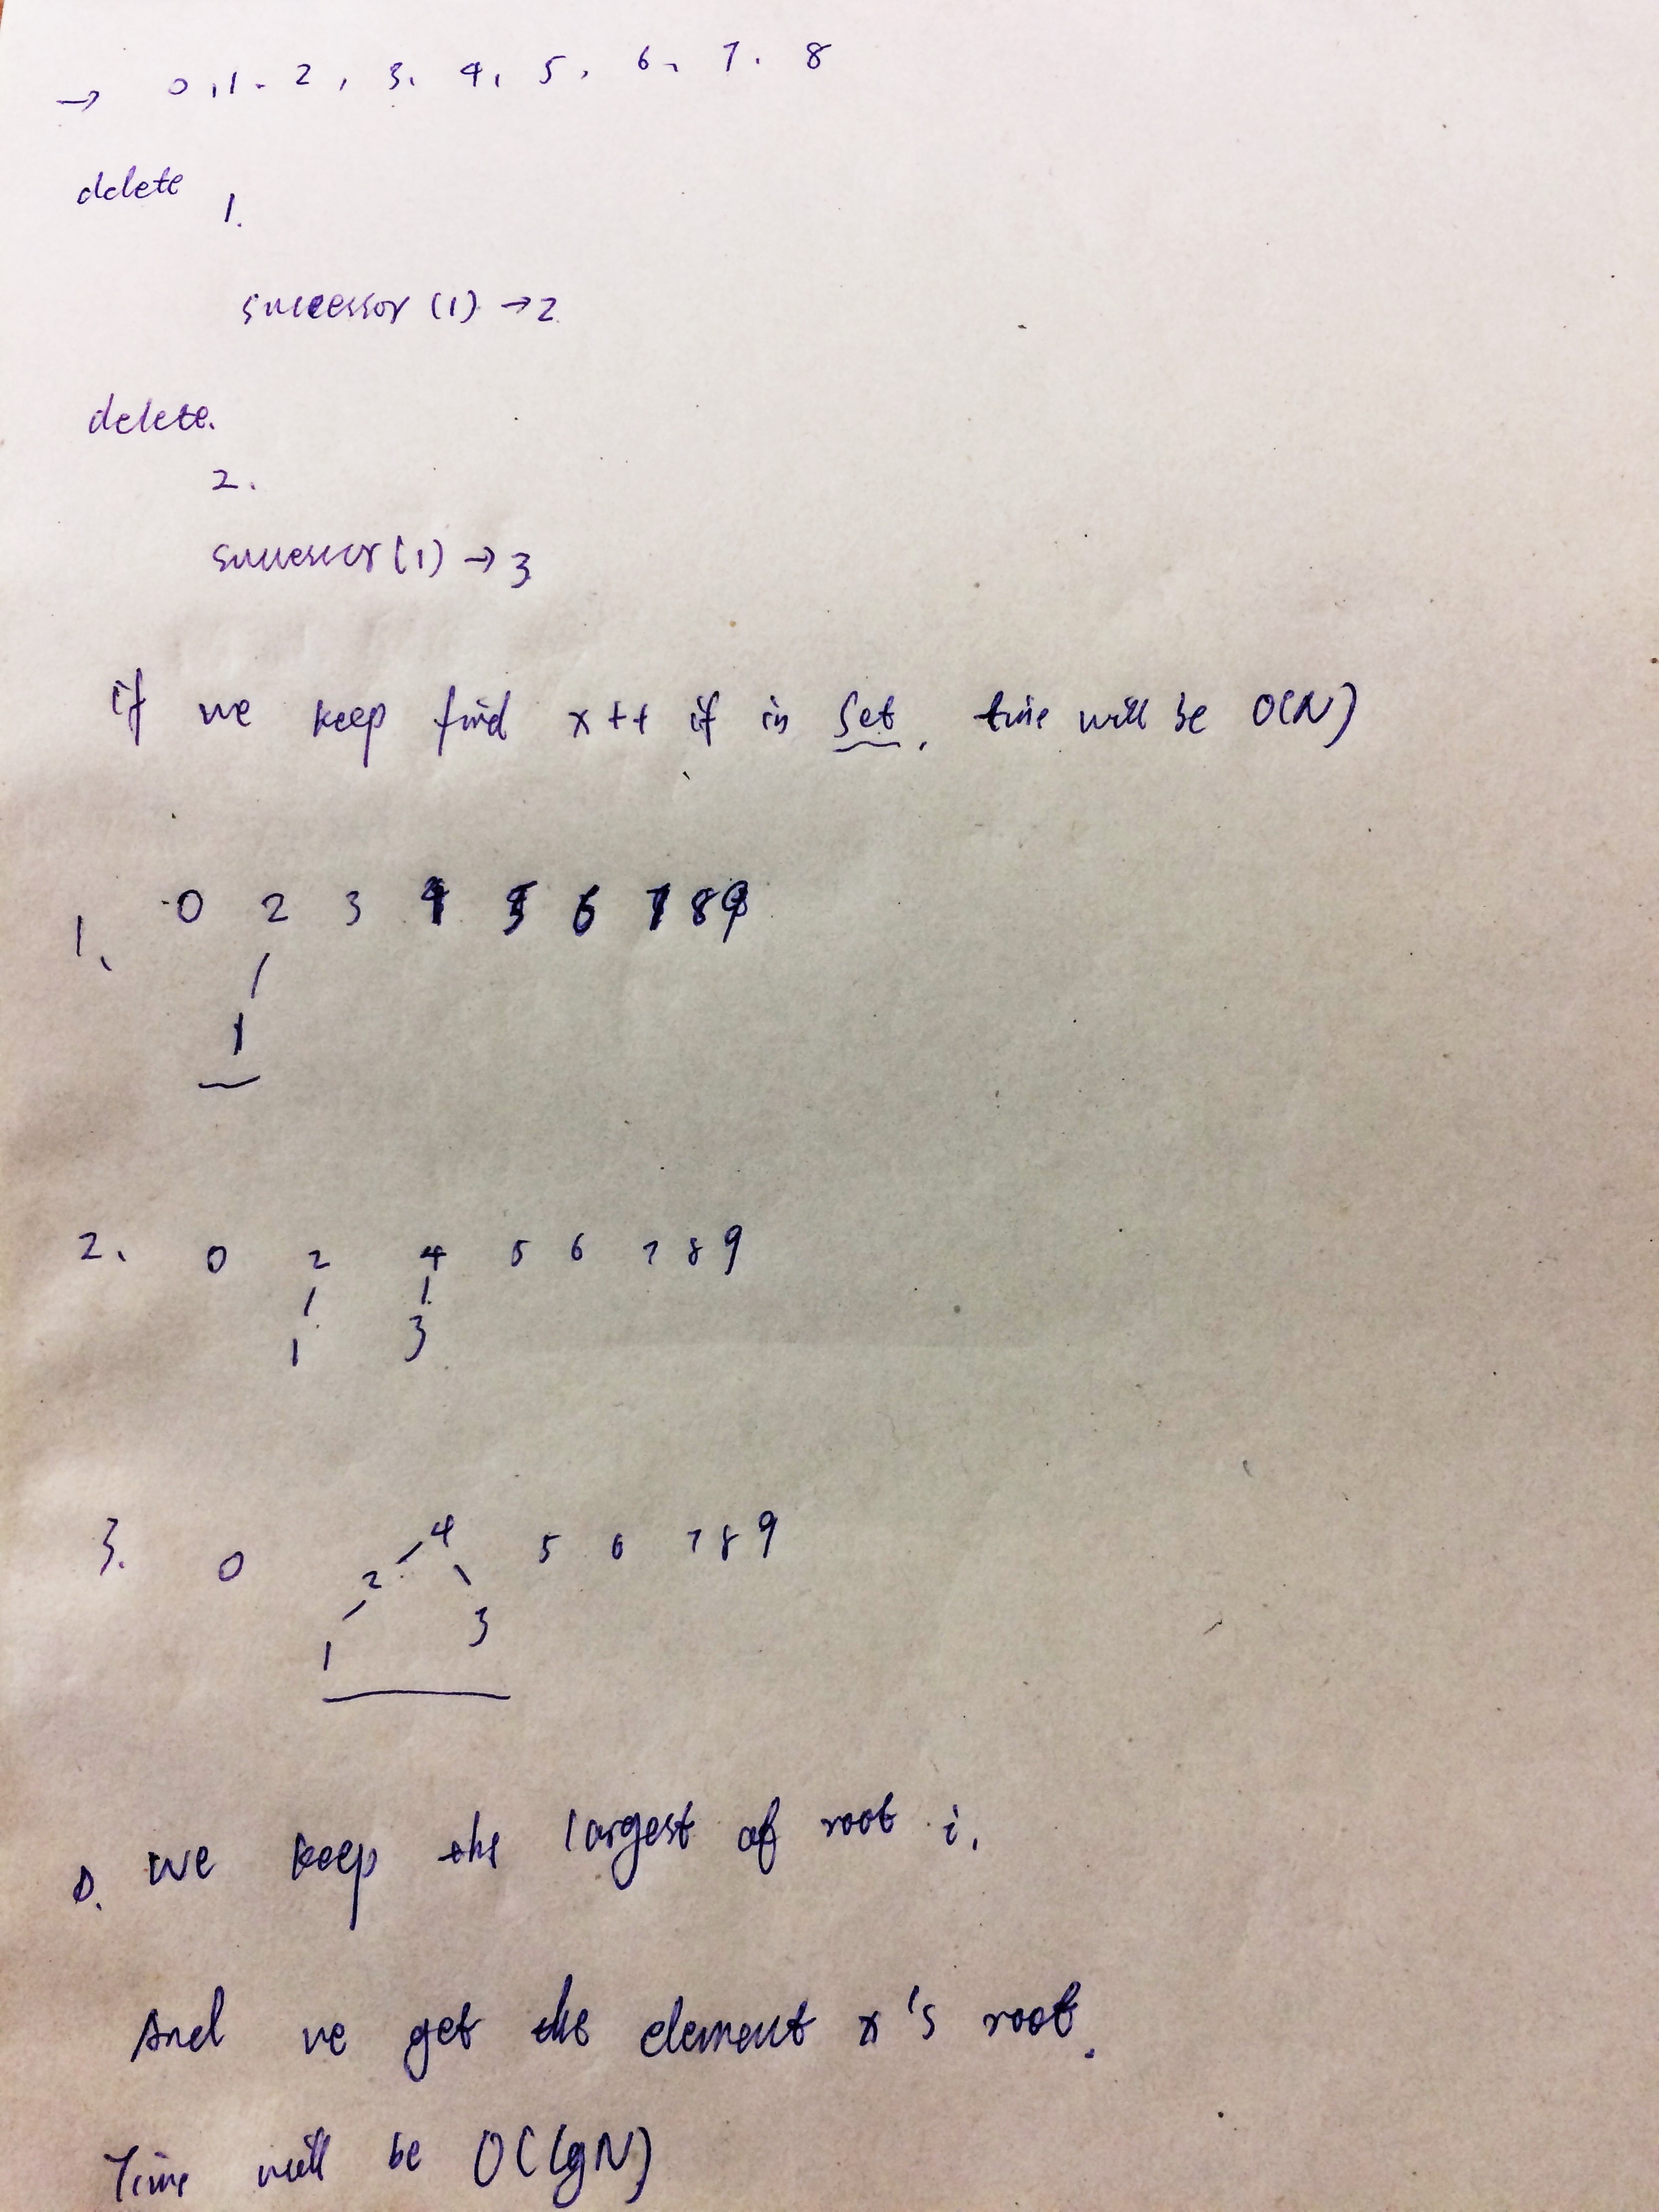 → 0,1. 2, 3. 4, 5, 6, 7. 8
delete
1.
successor (1) → 2
delete.
2.
successor (1) → 3
if we keep find x++ if in Set, time will be O(N)
1、 0 2 3 4 5 6 7 8 9
1
2、 0 2 4 5 6 7 8 9
1 3
3. 0 4 5 6 7 8 9
2
1 3
we keep the largest of root i,
And we get the element x's root.
Time will be O(lgN)